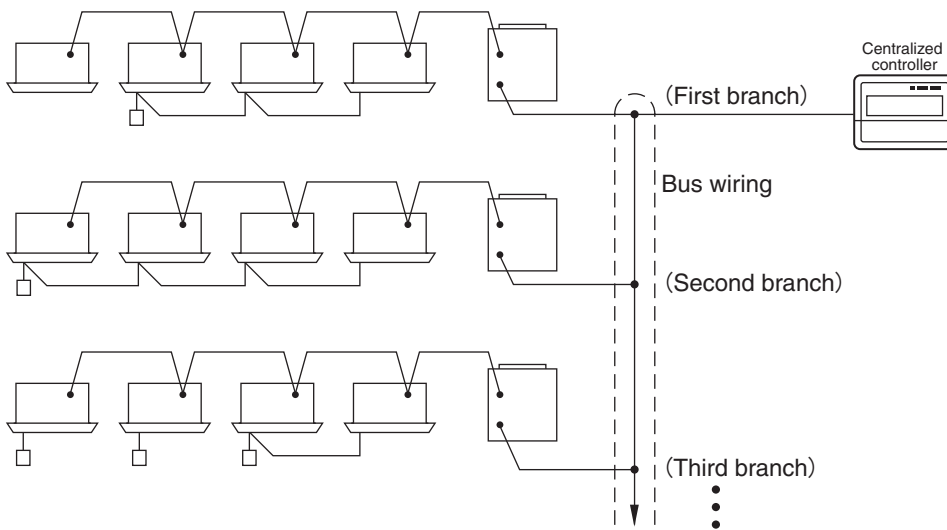 Centralized
controller
(First branch)
Bus wiring
(Second branch)
(Third branch)